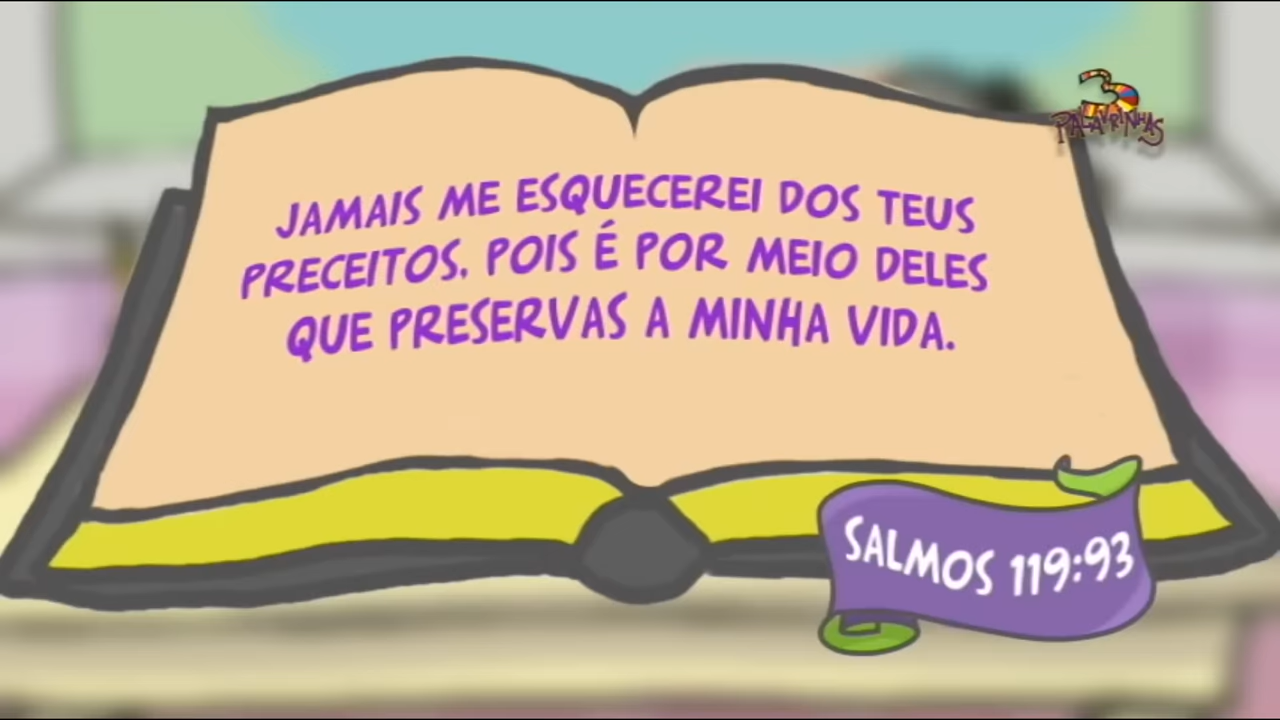 3
PALAVRINHAS
JAMAIS ME ESQUECEREI DOS TEUS
PRECEITOS, POIS É POR MEIO DELES
QUE PRESERVAS A MINHA VIDA.
SALMOS 119:93